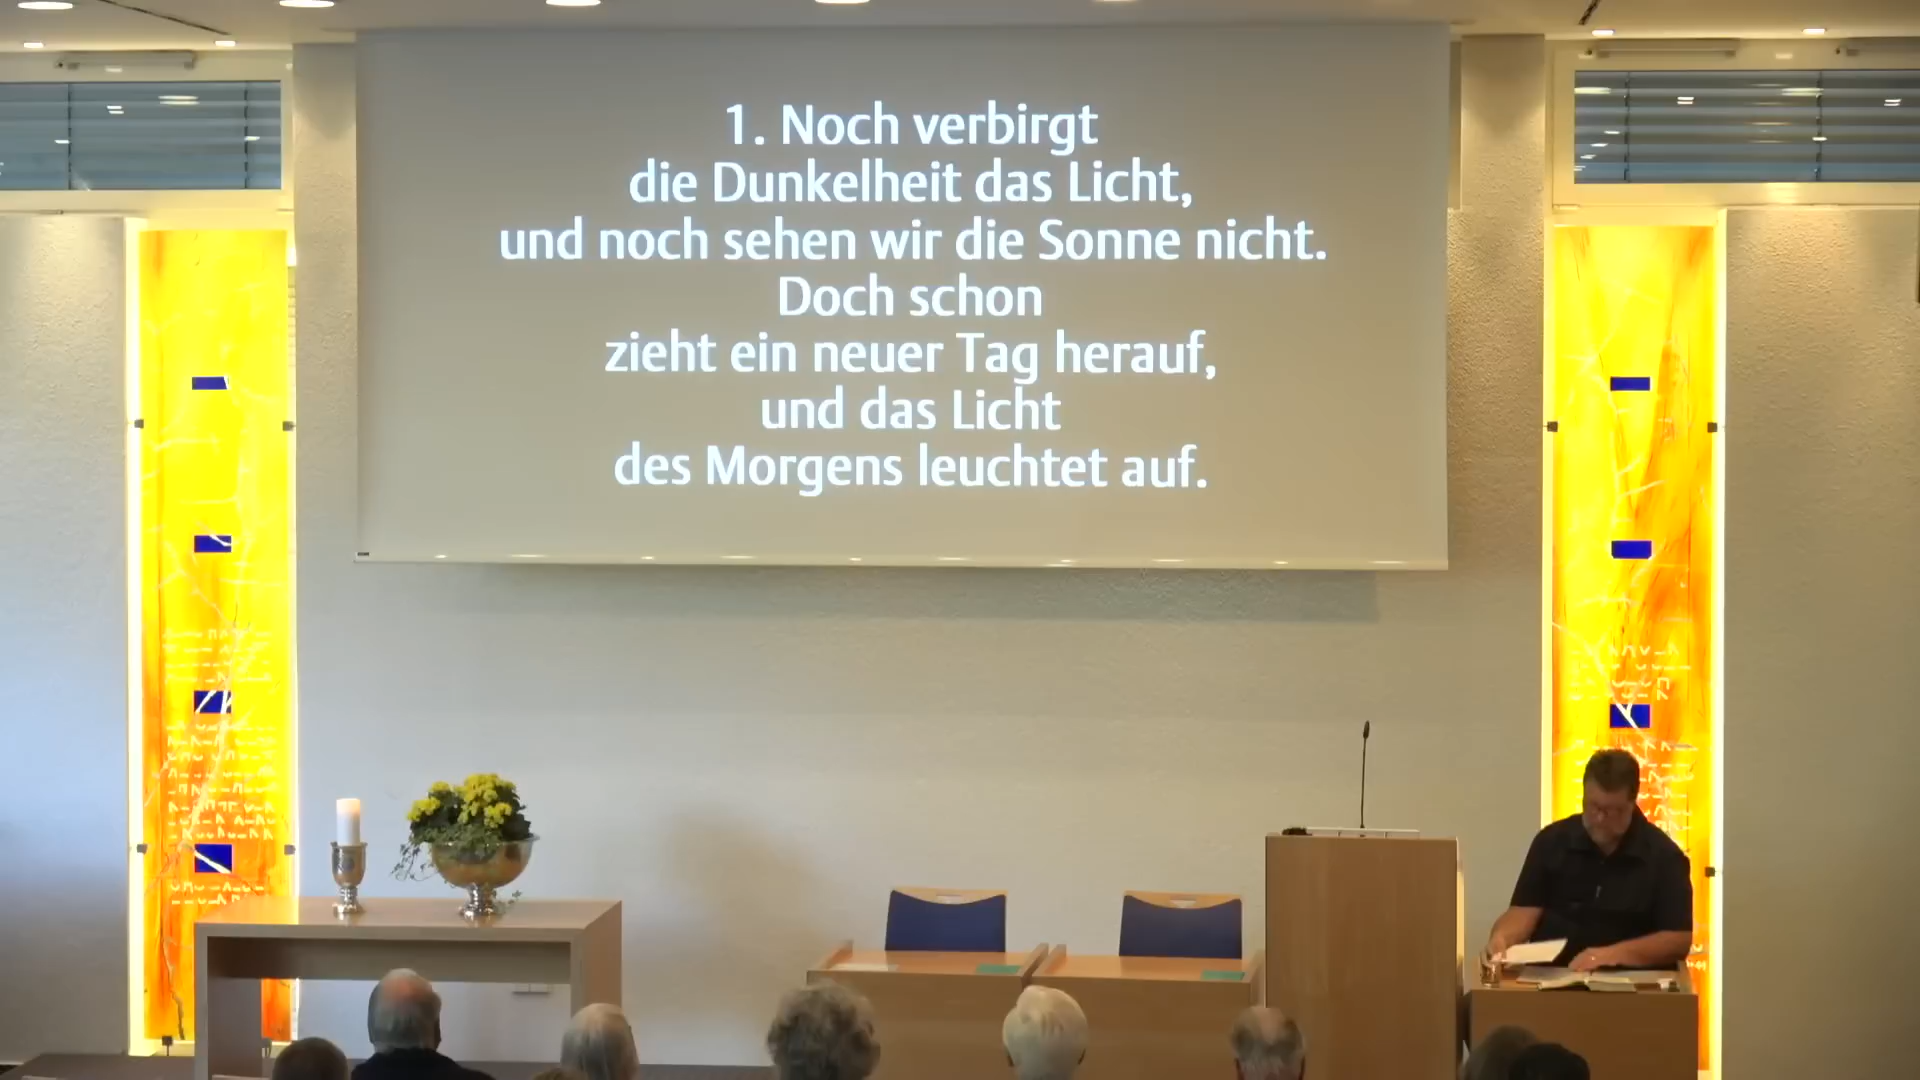 1. Noch verbirgt
die Dunkelheit das Licht,
und noch sehen wir die Sonne nicht.
Doch schon
zieht ein neuer Tag herauf,
und das Licht
des Morgens leuchtet auf.